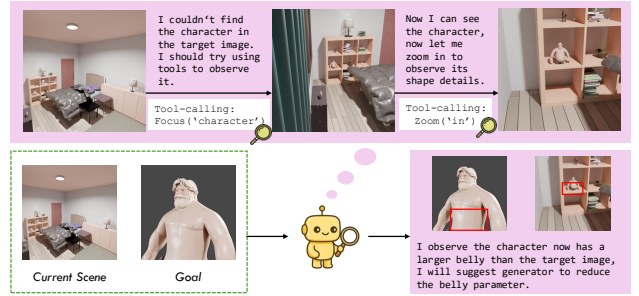 I couldn't find
the character in
the target image.
I should try using
tools to observe
it.
Tool-calling:
Focus('character')
Now I can see
the character,
now let me
zoom in to
observe its
shape details.
Tool-calling:
Zoom('in')
Current Scene
Goal
I observe the character now has a
larger belly than the target image,
I will suggest generator to reduce
the belly parameter.